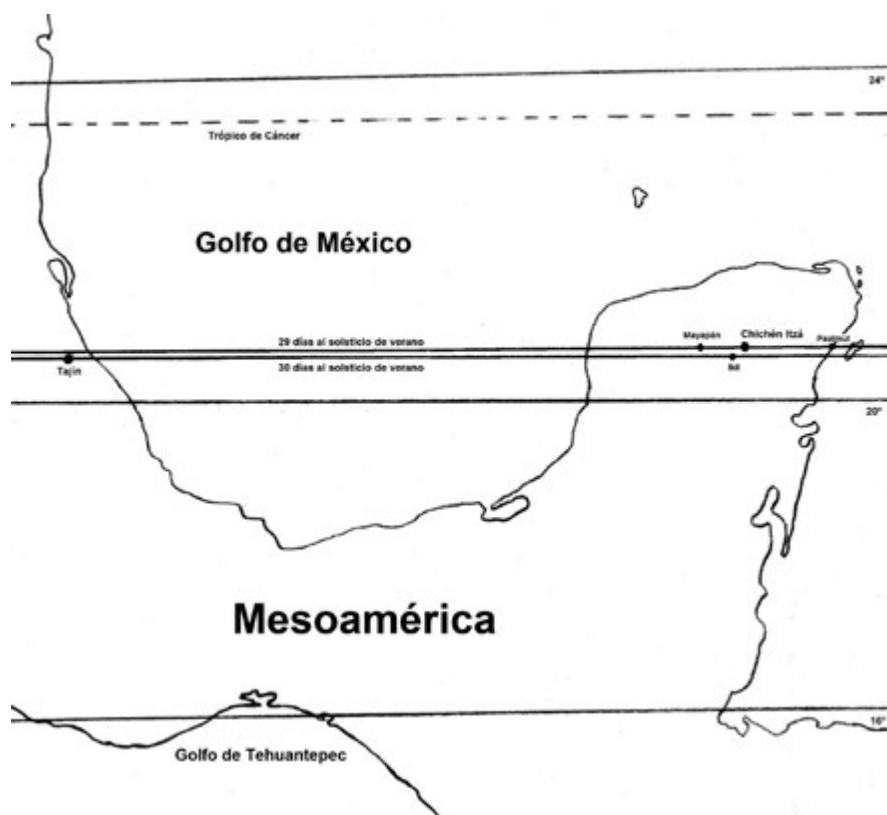 24°
Trópico de Cáncer
Golfo de México
29 días al solsticio de verano
Mayapán
Chichén Itzá
Tajín
30 días al solsticio de verano
20°
Mesoamérica
16°
Golfo de Tehuantepec